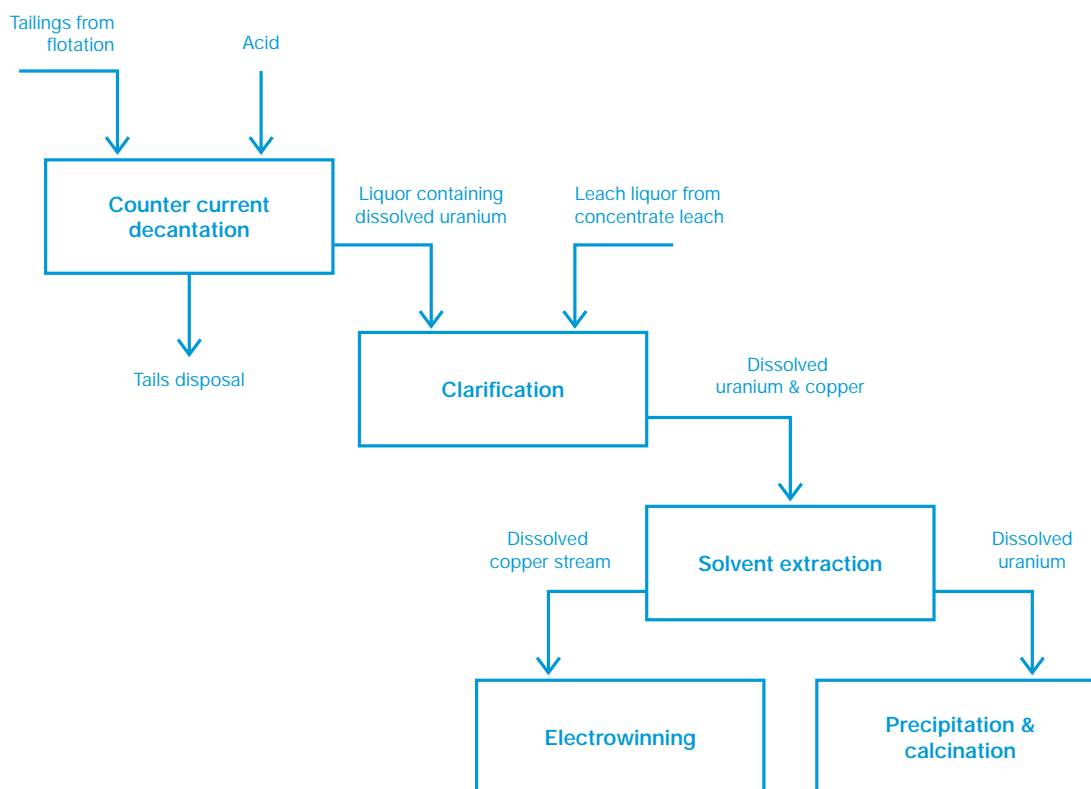 Tailings from
flotation
Acid
Counter current
decantation
Liquor containing
dissolved uranium
Leach liquor from
concentrate leach
Tails disposal
Clarification
Dissolved
uranium & copper
Dissolved
copper stream
Solvent extraction
Dissolved
uranium
Electrowinning
Precipitation &
calcination